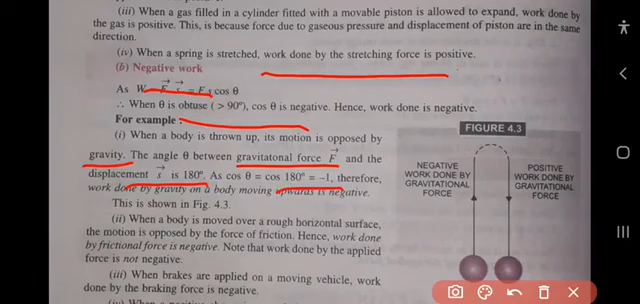 (iii) When a gas filled in a cylinder fitted with a movable piston is allowed to expand, work done by
the gas is positive. This is, because force due to gaseous pressure and displacement of piston are in the same
direction.
(iv) When a spring is stretched, work done by the stretching force is positive.
(b) Negative work
As W = F→ . s→ = F s cos θ
∴ When θ is obtuse ( > 90°), cos θ is negative. Hence, work done is negative.
For example :
(i) When a body is thrown up, its motion is opposed by
gravity. The angle θ between gravitatonal force F→ and the
displacement s→ is 180°. As cos θ = cos 180° = –1, therefore,
work done by gravity on a body moving upwards is negative.
This is shown in Fig. 4.3.
(ii) When a body is moved over a rough horizontal surface,
the motion is opposed by the force of friction. Hence, work done
by frictional force is negative. Note that work done by the applied
force is not negative.
(iii) When brakes are applied on a moving vehicle, work
done by the braking force is negative.
FIGURE 4.3
NEGATIVE
WORK DONE BY
GRAVITATIONAL
FORCE
POSITIVE
WORK DONE BY
GRAVITATIONAL
FORCE